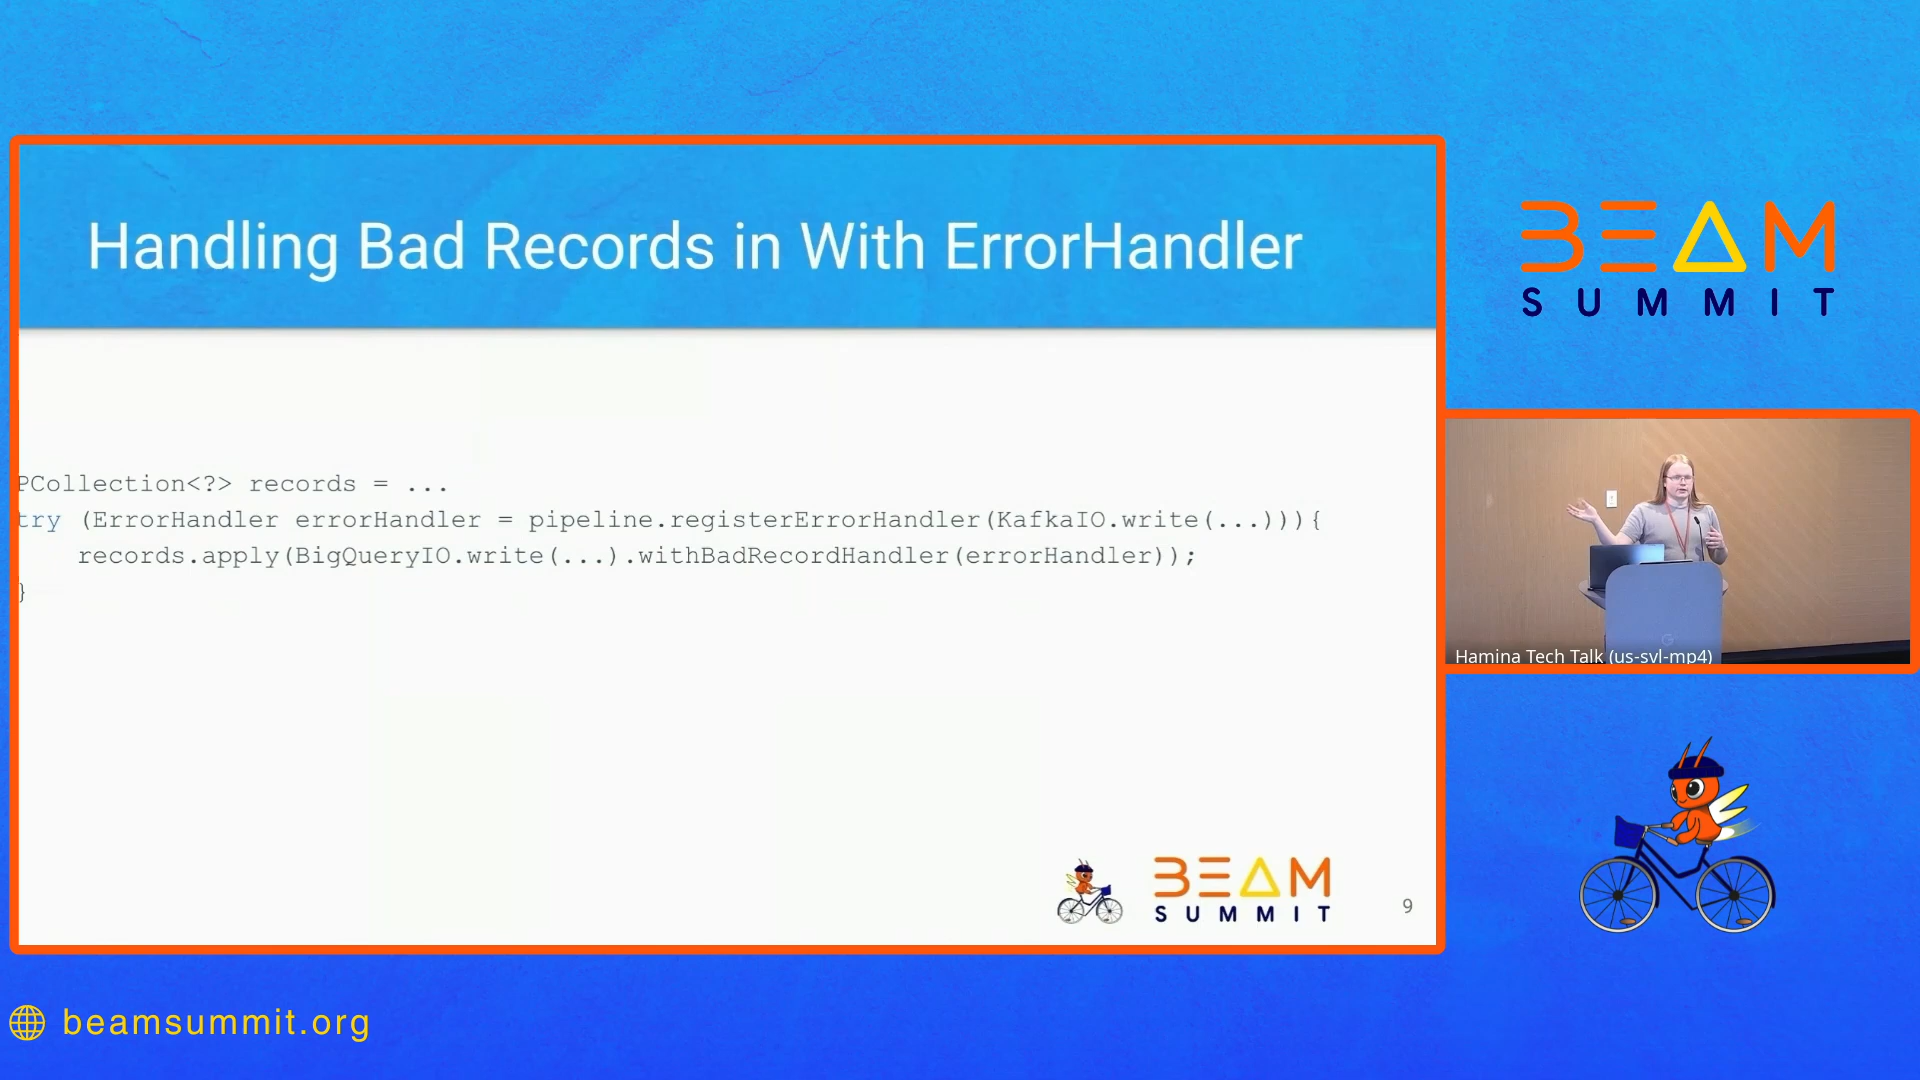 Handling Bad Records in With ErrorHandler
PCollection<?> records = ...
try (ErrorHandler errorHandler = pipeline.registerErrorHandler(KafkaIO.write(...))){
records.apply(BigQueryIO.write(...).withBadRecordHandler(errorHandler));
}
BEAM
SUMMIT
9
BEAM
SUMMIT
Hamina Tech Talk (us-svl-mp4)
beamsummit.org